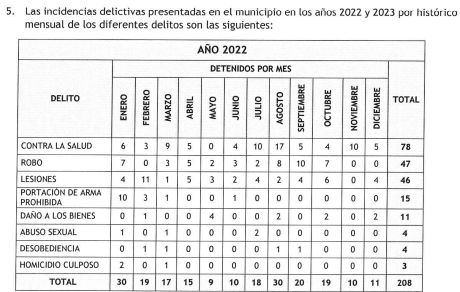 5. Las incidencias delictivas presentadas en el municipio en los años 2022 y 2023 por histórico
mensual de los diferentes delitos son las siguientes:
AÑO 2022
DELITO DETENIDOS POR MES TOTAL
ENERO FEBRERO MARZO ABRIL MAYO JUNIO JULIO AGOSTO SEPTIEMBRE OCTUBRE NOVIEMBRE DICIEMBRE
CONTRA LA SALUD 6 3 9 5 0 4 10 17 5 4 10 5 78
ROBO 7 0 3 5 2 3 2 8 10 7 0 0 47
LESIONES 4 11 1 5 3 2 4 2 4 6 0 4 46
PORTACIÓN DE ARMA
PROHIBIDA 10 3 1 0 0 1 0 0 0 0 0 0 15
DAÑO A LOS BIENES 0 1 0 0 4 0 0 2 0 2 0 2 11
ABUSO SEXUAL 1 0 1 0 0 0 2 0 0 0 0 0 4
DESOBEDIENCIA 0 1 1 0 0 0 0 1 1 0 0 0 4
HOMICIDIO CULPOSO 2 0 1 0 0 0 0 0 0 0 0 0 3
TOTAL 30 19 17 15 9 10 18 30 20 19 10 11 208